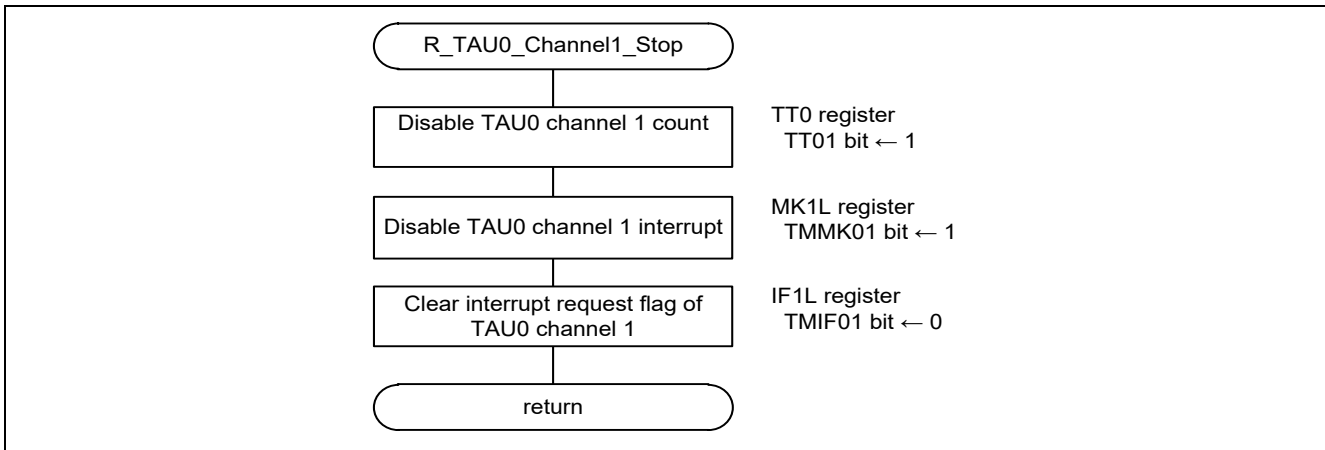 R_TAU0_Channel1_Stop
Disable TAU0 channel 1 count
TT0 register
TT01 bit ← 1
Disable TAU0 channel 1 interrupt
MK1L register
TMMK01 bit ← 1
Clear interrupt request flag of
TAU0 channel 1
IF1L register
TMIF01 bit ← 0
return